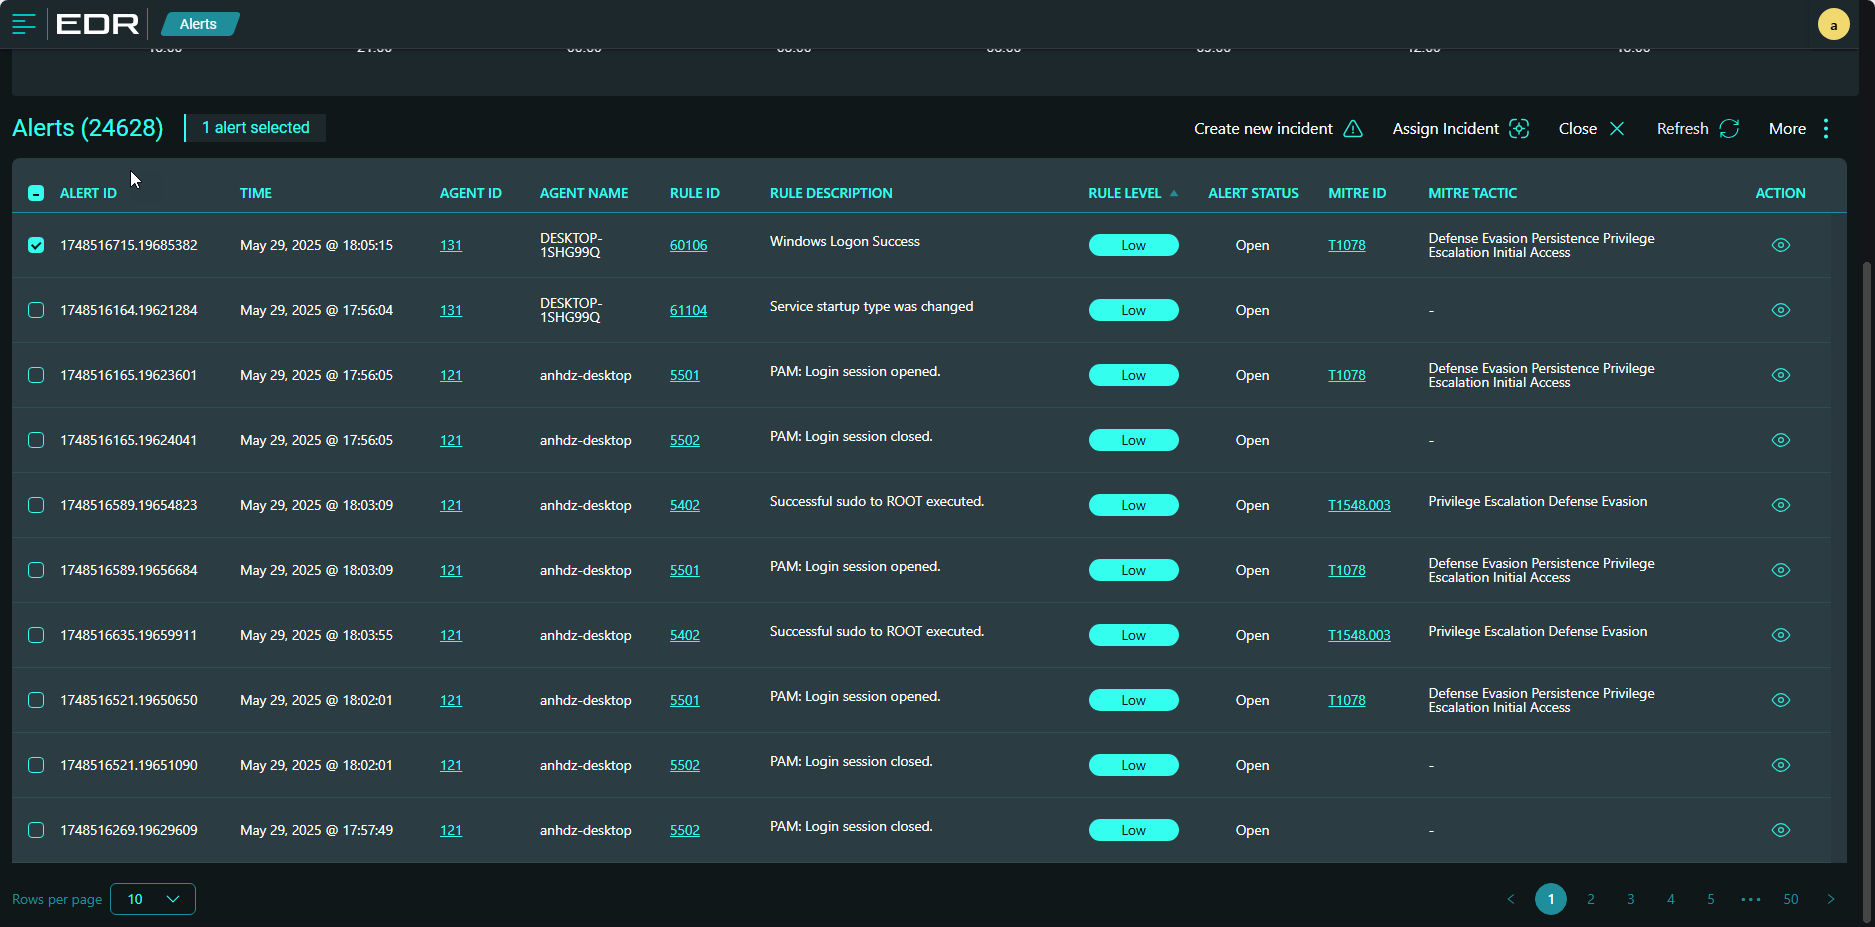 EDR
Alerts
a
Alerts (24628)
1 alert selected
Create new incident
Assign Incident
Close
Refresh
More
ALERT ID TIME AGENT ID AGENT NAME RULE ID RULE DESCRIPTION RULE LEVEL ALERT STATUS MITRE ID MITRE TACTIC ACTION
1748516715.19685382 May 29, 2025 @ 18:05:15 131 DESKTOP-
1SHG99Q 60106 Windows Logon Success Low Open T1078 Defense Evasion Persistence Privilege
Escalation Initial Access
1748516164.19621284 May 29, 2025 @ 17:56:04 131 DESKTOP-
1SHG99Q 61104 Service startup type was changed Low Open -
1748516165.19623601 May 29, 2025 @ 17:56:05 121 anhdz-desktop 5501 PAM: Login session opened. Low Open T1078 Defense Evasion Persistence Privilege
Escalation Initial Access
1748516165.19624041 May 29, 2025 @ 17:56:05 121 anhdz-desktop 5502 PAM: Login session closed. Low Open -
1748516589.19654823 May 29, 2025 @ 18:03:09 121 anhdz-desktop 5402 Successful sudo to ROOT executed. Low Open T1548.003 Privilege Escalation Defense Evasion
1748516589.19656684 May 29, 2025 @ 18:03:09 121 anhdz-desktop 5501 PAM: Login session opened. Low Open T1078 Defense Evasion Persistence Privilege
Escalation Initial Access
1748516635.19659911 May 29, 2025 @ 18:03:55 121 anhdz-desktop 5402 Successful sudo to ROOT executed. Low Open T1548.003 Privilege Escalation Defense Evasion
1748516521.19650650 May 29, 2025 @ 18:02:01 121 anhdz-desktop 5501 PAM: Login session opened. Low Open T1078 Defense Evasion Persistence Privilege
Escalation Initial Access
1748516521.19651090 May 29, 2025 @ 18:02:01 121 anhdz-desktop 5502 PAM: Login session closed. Low Open -
1748516269.19629609 May 29, 2025 @ 17:57:49 121 anhdz-desktop 5502 PAM: Login session closed. Low Open -
Rows per page 10
< 1 2 3 4 5 ••• 50 >